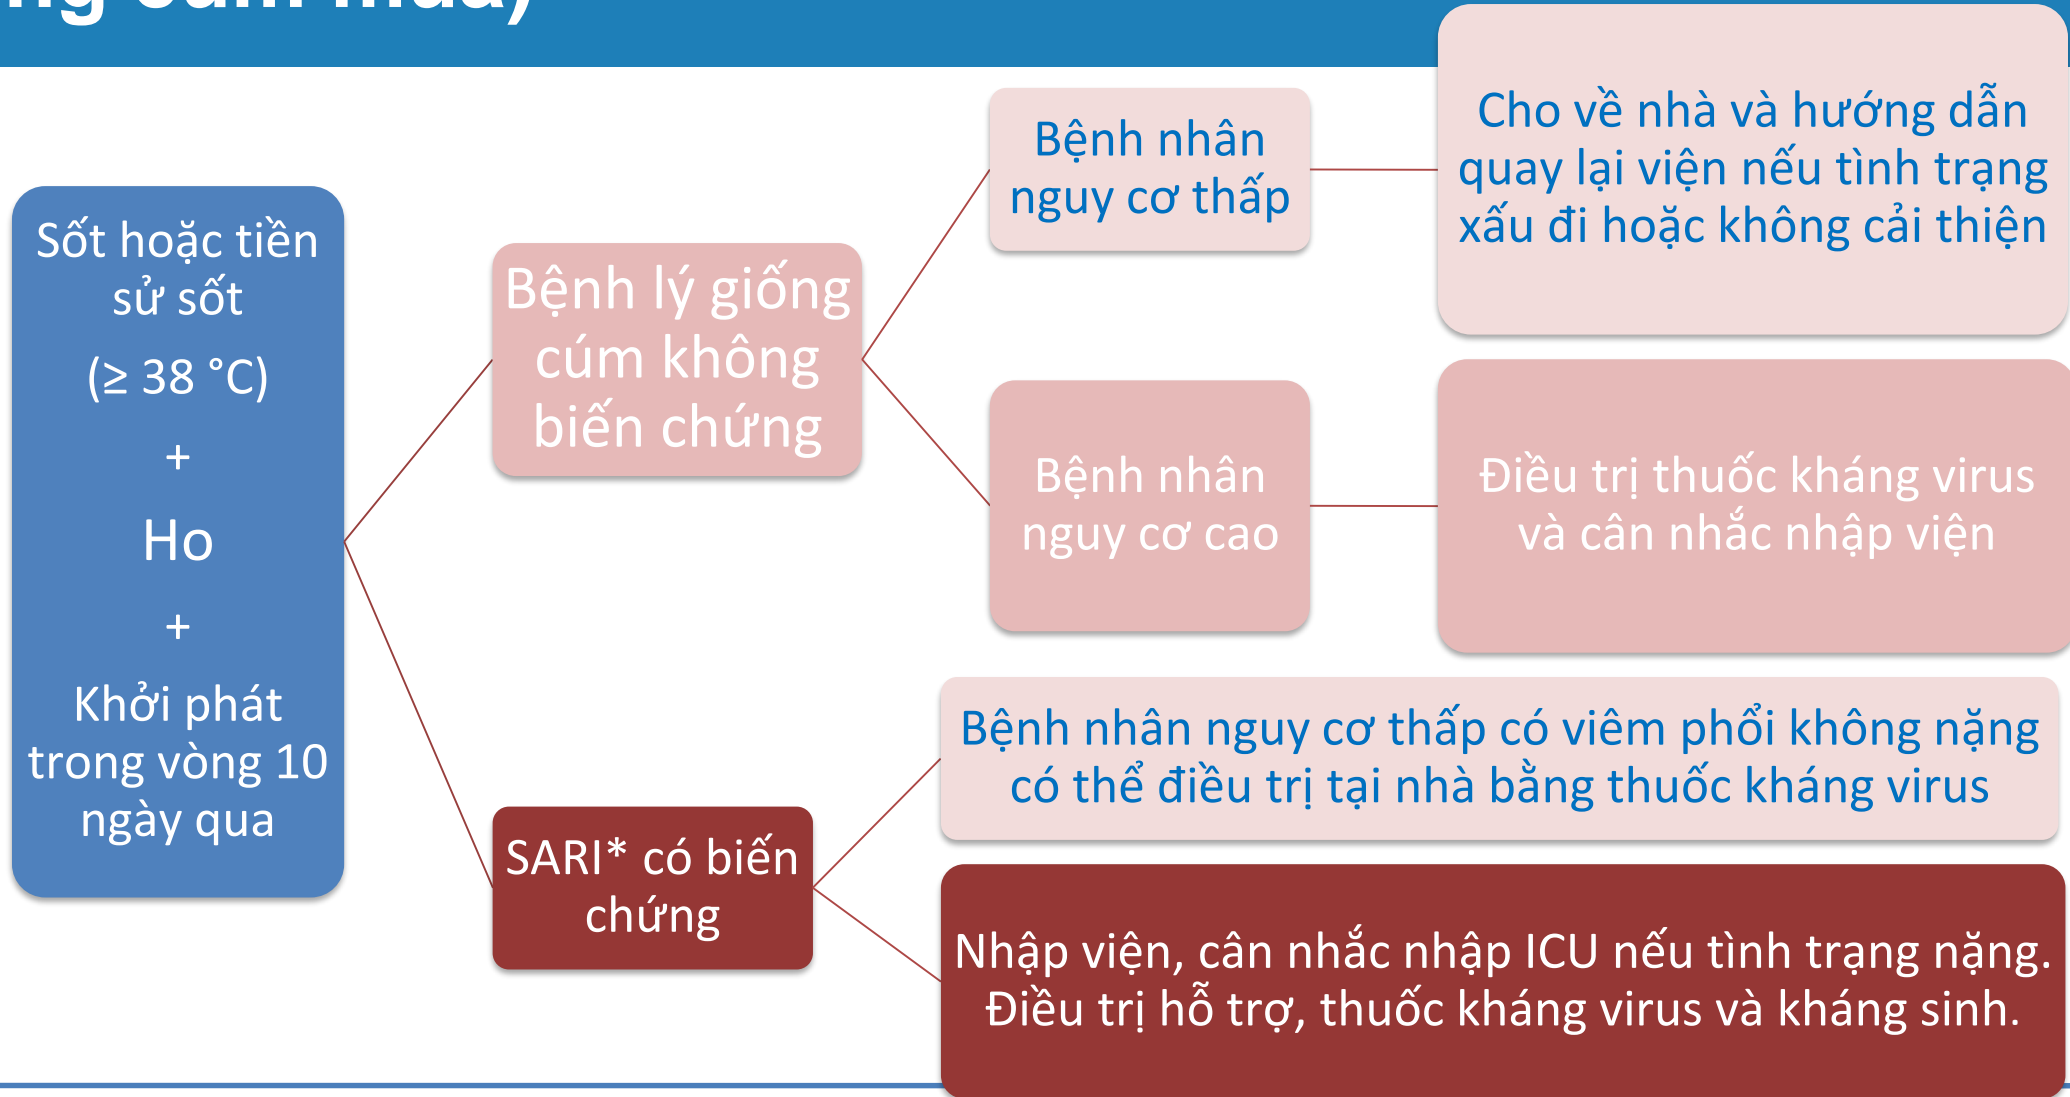 Sốt hoặc tiền
sử sốt
(≥ 38 °C)
+
Ho
+
Khởi phát
trong vòng 10
ngày qua
Bệnh lý giống
cúm không
biến chứng
Bệnh nhân
nguy cơ thấp
Cho về nhà và hướng dẫn
quay lại viện nếu tình trạng
xấu đi hoặc không cải thiện
Bệnh nhân
nguy cơ cao
Điều trị thuốc kháng virus
và cân nhắc nhập viện
SARI* có biến
chứng
Bệnh nhân nguy cơ thấp có viêm phổi không nặng
có thể điều trị tại nhà bằng thuốc kháng virus
Nhập viện, cân nhắc nhập ICU nếu tình trạng nặng.
Điều trị hỗ trợ, thuốc kháng virus và kháng sinh.